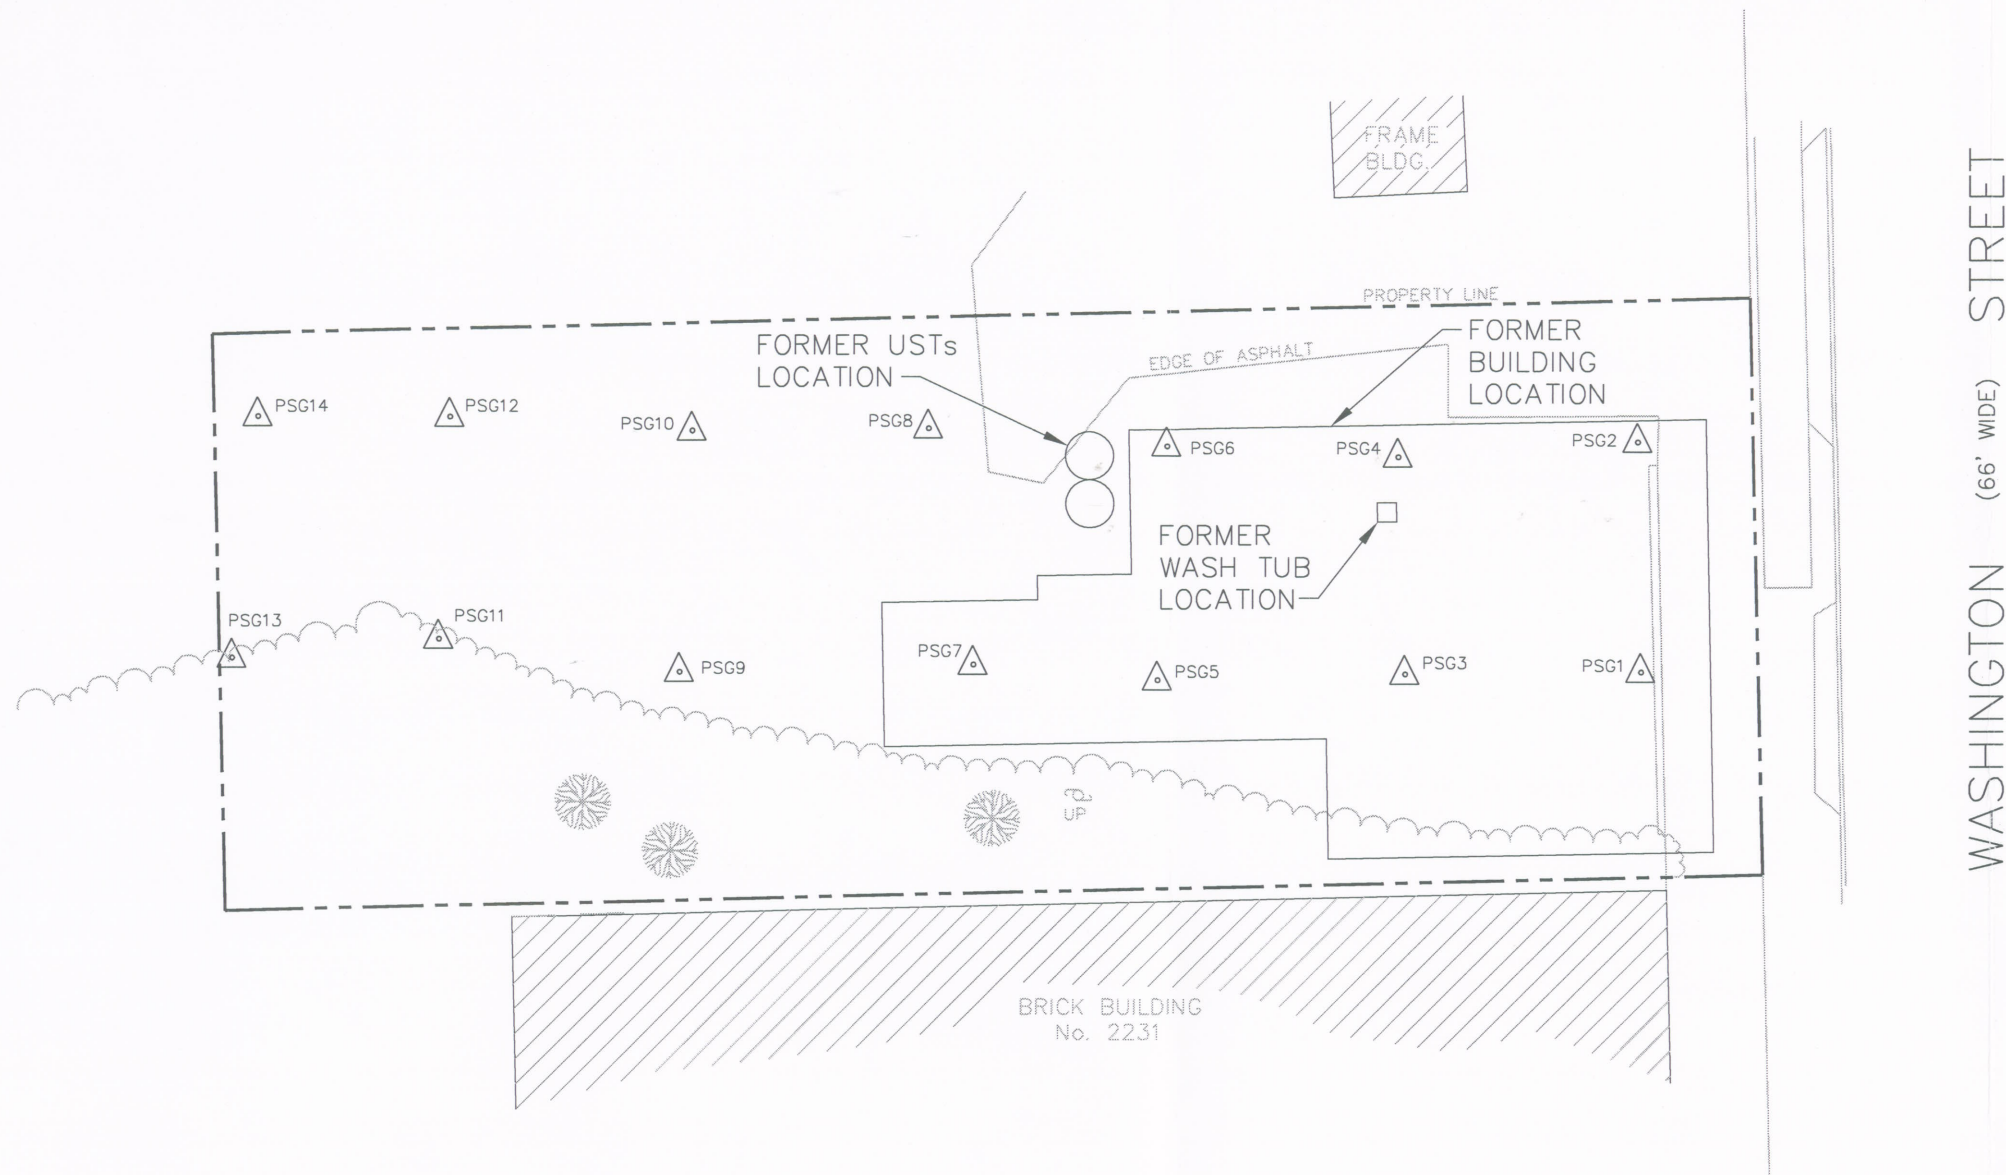 FRAME
BLDG.
PROPERTY LINE
FORMER USTs
LOCATION
EDGE OF ASPHALT
FORMER
BUILDING
LOCATION
PSG14
PSG12
PSG10
PSG8
PSG6
PSG4
PSG2
FORMER
WASH TUB
LOCATION
PSG13
PSG11
PSG9
PSG7
PSG5
PSG3
PSG1
UP
BRICK BUILDING
No. 2231
WASHINGTON (66' WIDE) STREET